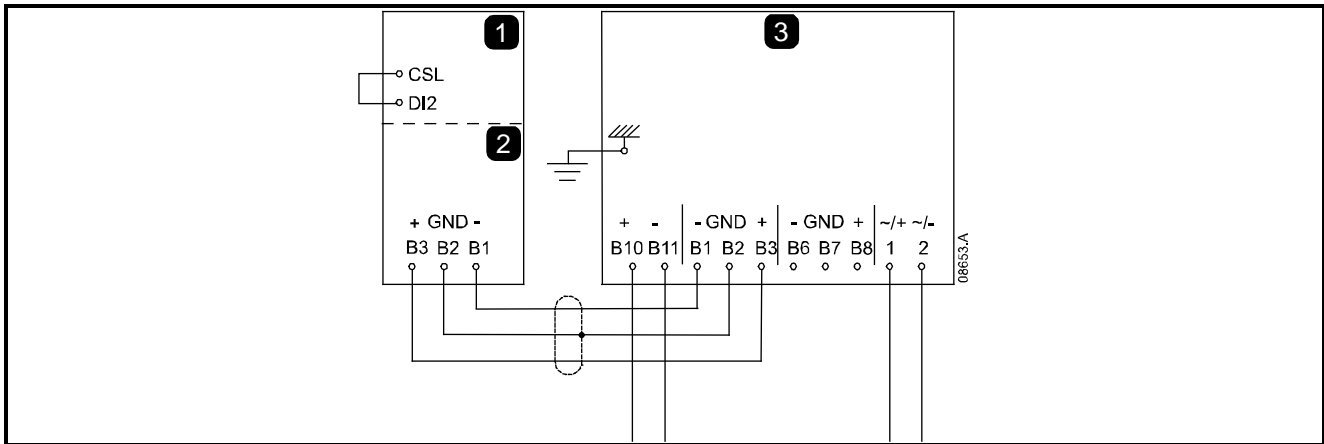 1
CSL
DI2
2
+ GND -
B3 B2 B1
3
+ - - GND + - GND + ~/+ ~/-
B10 B11 B1 B2 B3 B6 B7 B8 1 2
08653.A